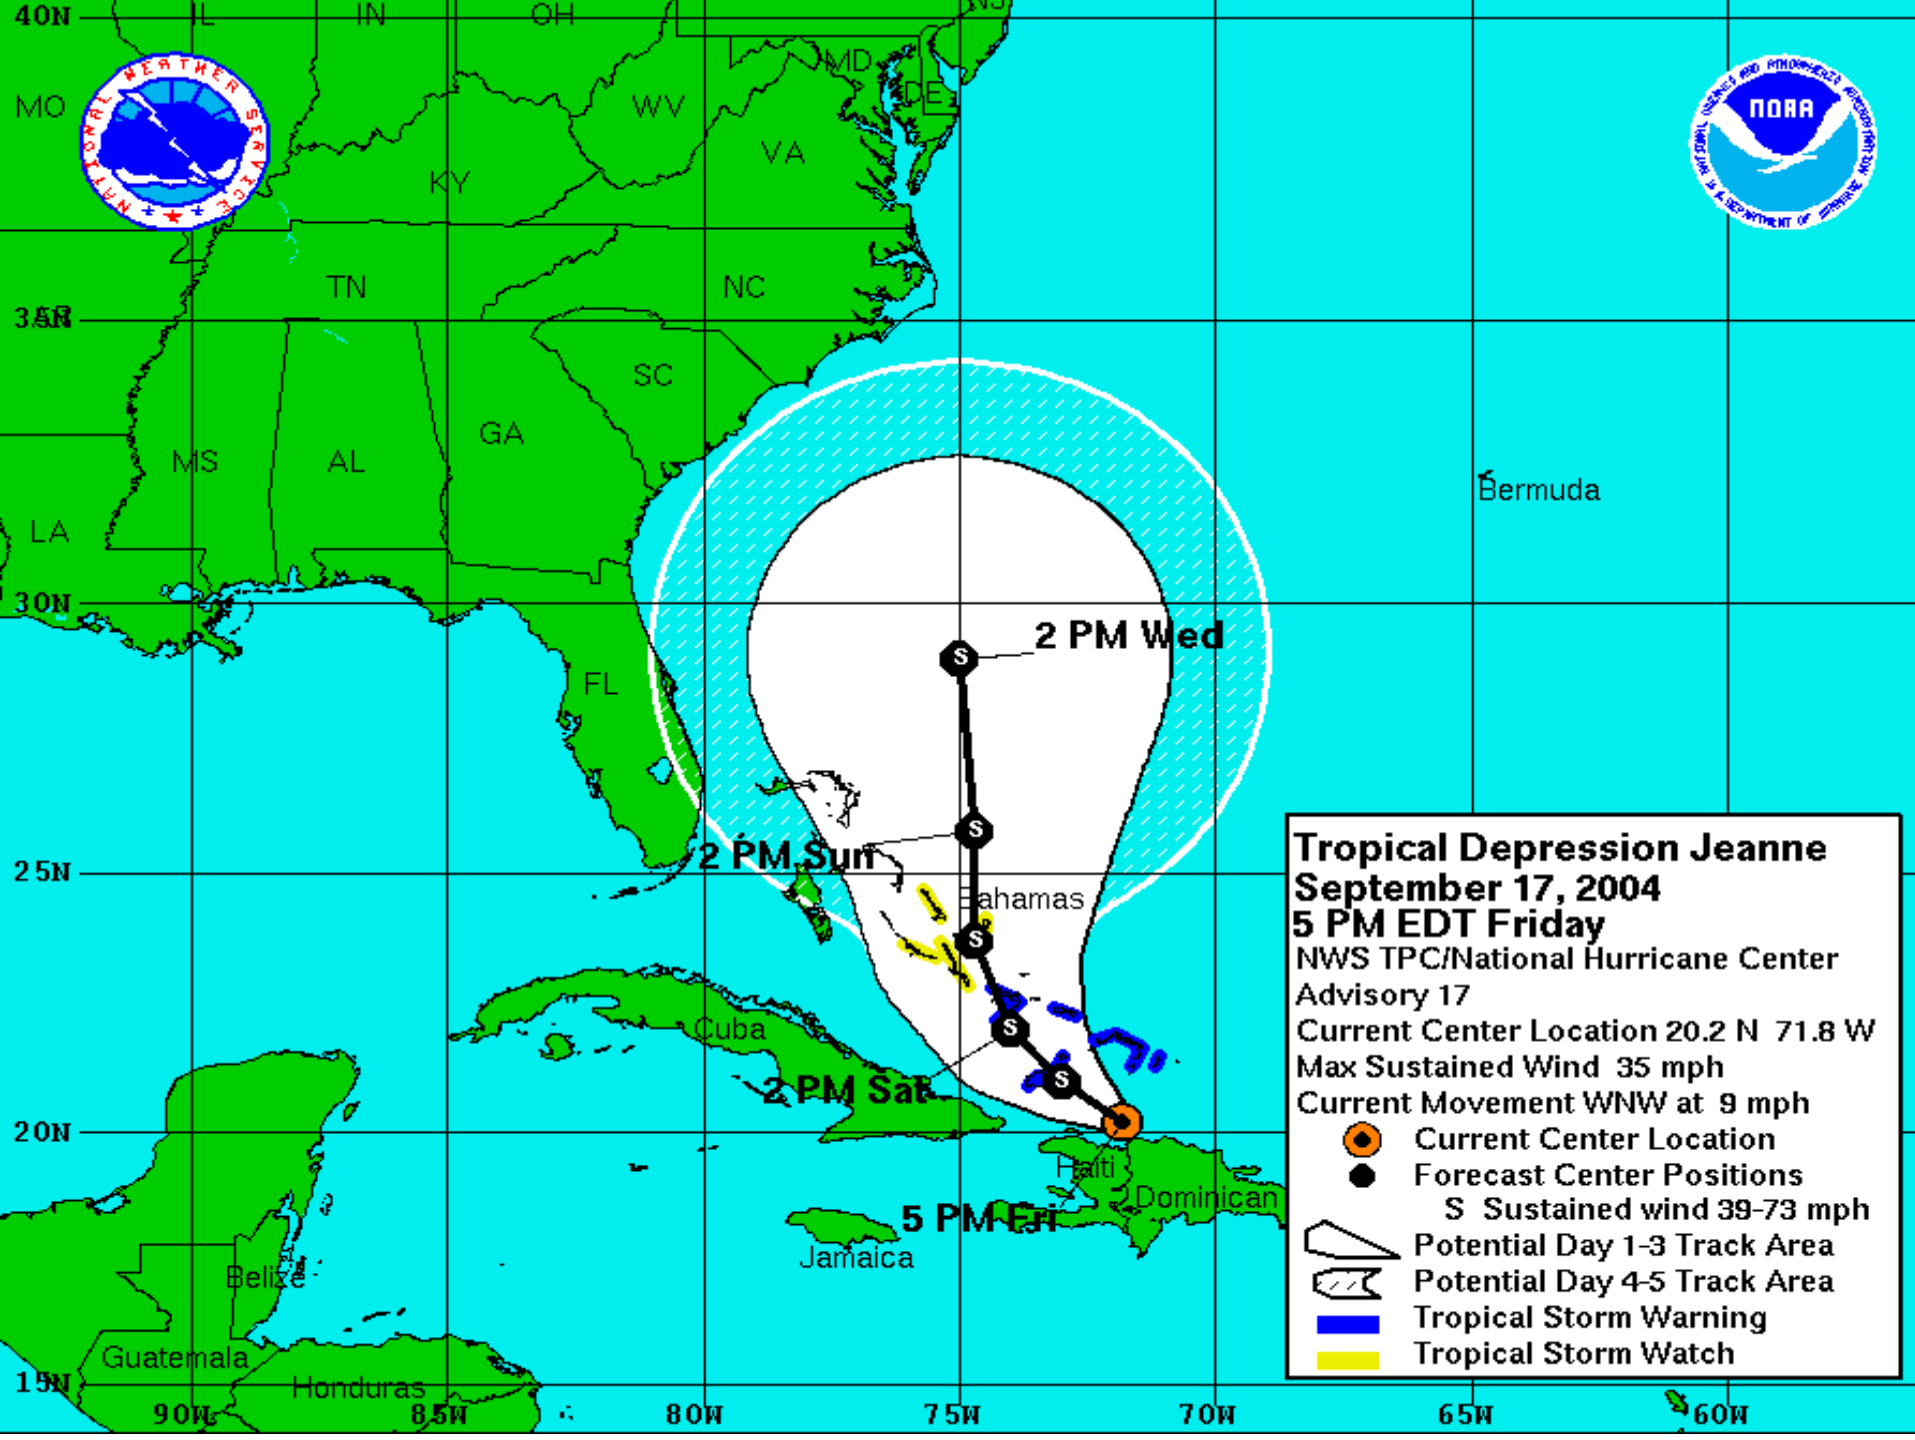 40N
IL
IN
OH
NJ
MO
NATIONAL WEATHER SERVICE
WV
MD
DE
VA
KY
NOAA
TN
NC
35N
SC
GA
MS
AL
LA
Bermuda
30N
2 PM Wed
FL
2 PM Sun
25N
Bahamas
Cuba
2 PM Sat
20N
Haiti
Dominican
5 PM Fri
Jamaica
Belize
Guatemala
Honduras
15N
90W
85W
80W
75W
70W
65W
60W
Tropical Depression Jeanne
September 17, 2004
5 PM EDT Friday
NWS TPC/National Hurricane Center
Advisory 17
Current Center Location 20.2 N 71.8 W
Max Sustained Wind 35 mph
Current Movement WNW at 9 mph
Current Center Location
Forecast Center Positions
S Sustained wind 39-73 mph
Potential Day 1-3 Track Area
Potential Day 4-5 Track Area
Tropical Storm Warning
Tropical Storm Watch
S
S
S
S
S